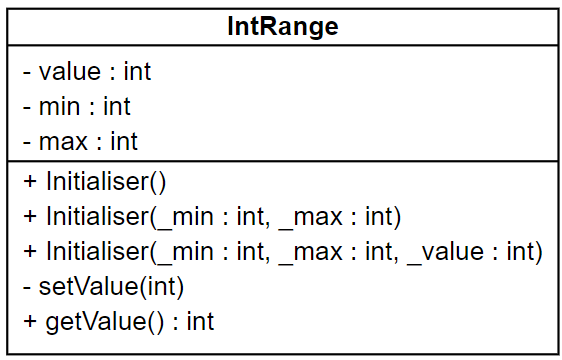 IntRange
- value : int
- min : int
- max : int
+ Initialiser()
+ Initialiser(_min : int, _max : int)
+ Initialiser(_min : int, _max : int, _value : int)
- setValue(int)
+ getValue() : int